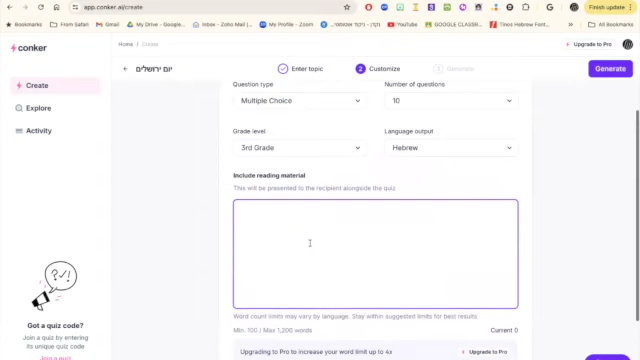 app.conker.ai/create
Finish update
From Safari
Gmail
My Drive - Google...
Inbox - Zoho Mail (...
My Profile - Zoom
YouTube
GOOGLE CLASSR...
All Bookmarks
conker
Home / Create
Upgrade to Pro
יום ירושלים
Enter topic
2 Customize
3 Generate
Generate
Create
Explore
Activity
Question type
Number of questions
Multiple Choice
10
Grade level
Language output
3rd Grade
Hebrew
Include reading material
This will be presented to the recipient alongside the quiz
Word count limits may vary by language. Stay within suggested limits for best results
Min. 100 / Max 1,200 words
Current 0
Upgrading to Pro to increase your word limit up to 4x
Upgrade to Pro
Got a quiz code?
Join a quiz by
entering its unique quiz
code
Join a quiz